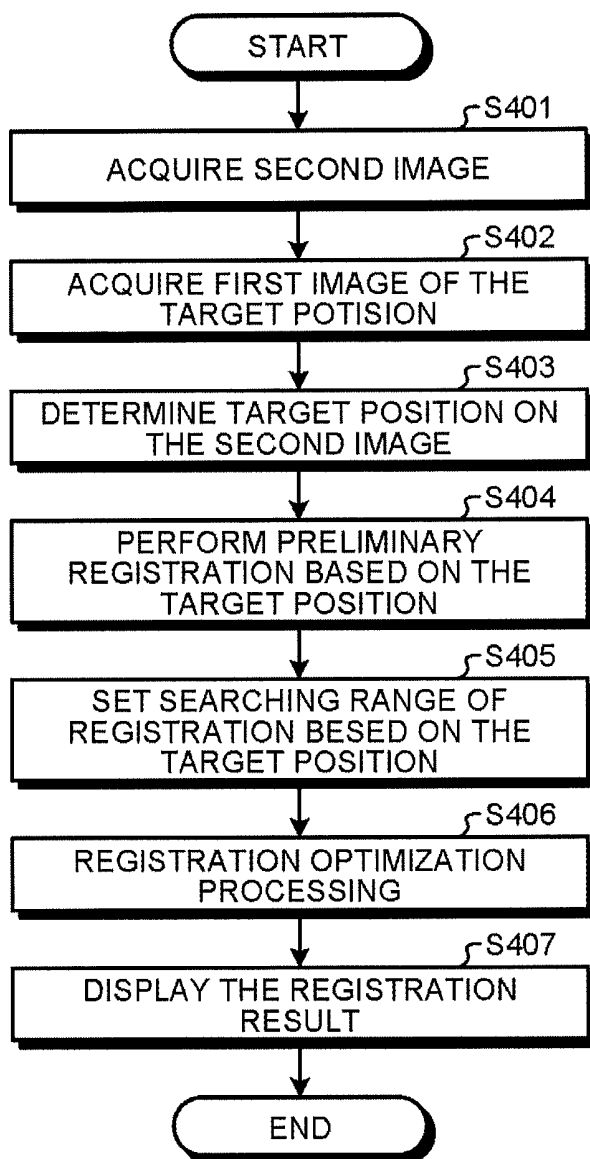 START
S401
ACQUIRE SECOND IMAGE
S402
ACQUIRE FIRST IMAGE OF THE
TARGET POTISION
S403
DETERMINE TARGET POSITION ON
THE SECOND IMAGE
S404
PERFORM PRELIMINARY
REGISTRATION BASED ON THE
TARGET POSITION
S405
SET SEARCHING RANGE OF
REGISTRATION BESED ON THE
TARGET POSITION
S406
REGISTRATION OPTIMIZATION
PROCESSING
S407
DISPLAY THE REGISTRATION
RESULT
END